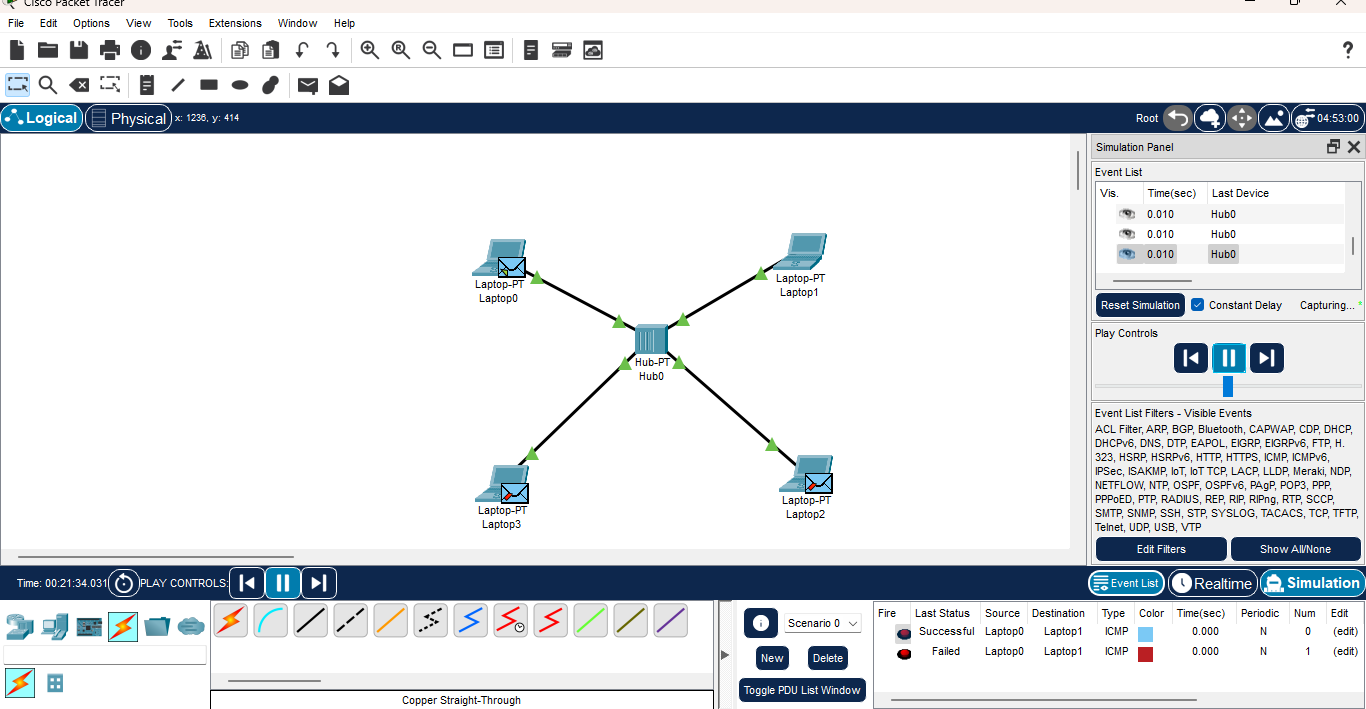 Cisco Packet Tracer
File Edit Options View Tools Extensions Window Help
Logical Physical x: 1236, y: 414 Root 04:53:00
Simulation Panel
Event List
Vis. Time(sec) Last Device
0.010 Hub0
0.010 Hub0
0.010 Hub0
Reset Simulation Constant Delay Capturing... *
Play Controls
Event List Filters - Visible Events
ACL Filter, ARP, BGP, Bluetooth, CAPWAP, CDP, DHCP,
DHCPv6, DNS, DTP, EAPOL, EIGRP, EIGRPv6, FTP, H.
323, HSRP, HSRPv6, HTTP, HTTPS, ICMP, ICMPv6,
IPSec, ISAKMP, IoT, IoT TCP, LACP, LLDP, Meraki, NDP,
NETFLOW, NTP, OSPF, OSPFv6, PAgP, POP3, PPP,
PPPoED, PTP, RADIUS, REP, RIP, RIPng, RTP, SCCP,
SMTP, SNMP, SSH, STP, SYSLOG, TACACS, TCP, TFTP,
Telnet, UDP, USB, VTP
Edit Filters Show All/None
Laptop-PT
Laptop0
Laptop-PT
Laptop1
Hub-PT
Hub0
Laptop-PT
Laptop3
Laptop-PT
Laptop2
Time: 00:21:34.031 PLAY CONTROLS: Event List Realtime Simulation
Scenario 0
New Delete
Toggle PDU List Window
Fire Last Status Source Destination Type Color Time(sec) Periodic Num Edit
Successful Laptop0 Laptop1 ICMP 0.000 N 0 (edit)
Failed Laptop0 Laptop1 ICMP 0.000 N 1 (edit)
Copper Straight-Through